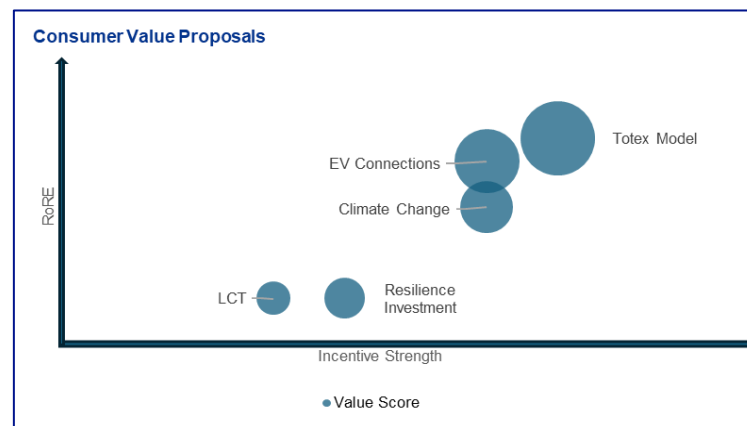 Consumer Value Proposals
Totex Model
EV Connections
Climate Change
RoRE
LCT
Resilience
Investment
Incentive Strength
Value Score